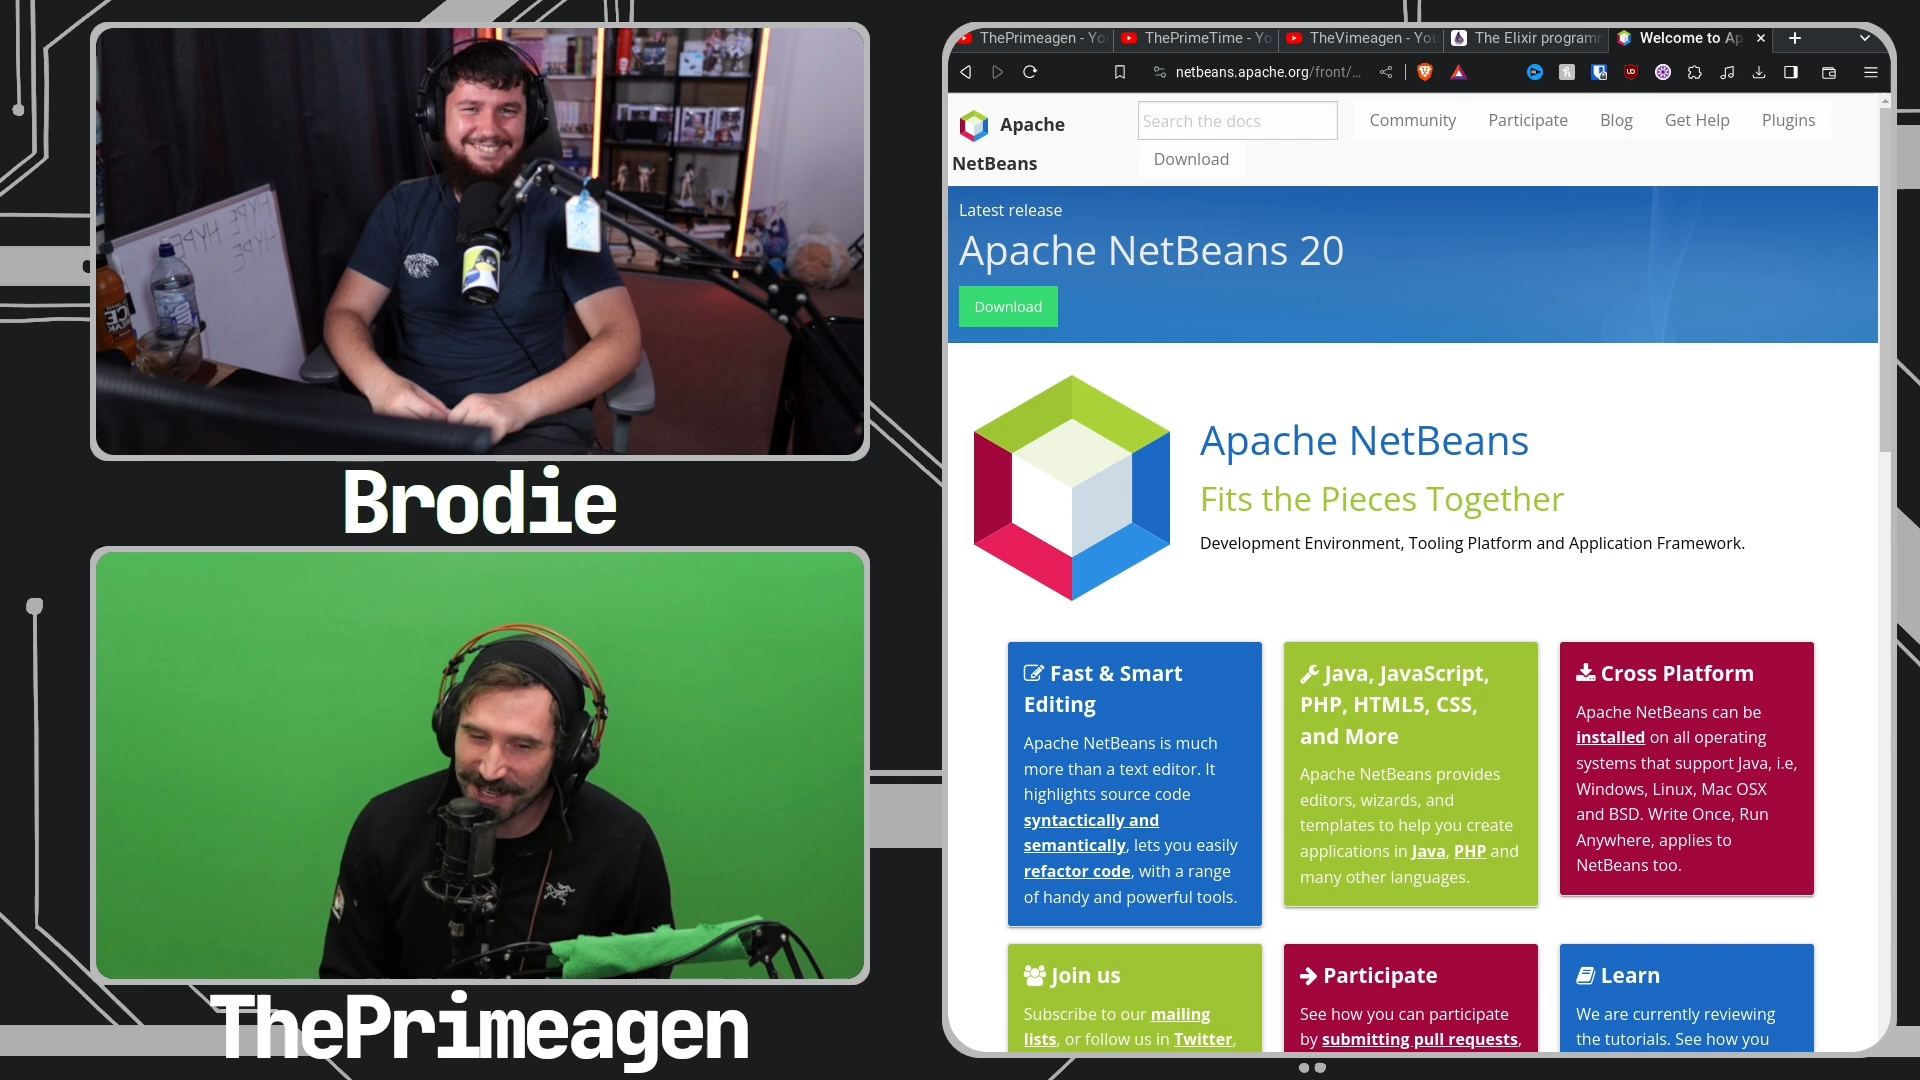 HYPE HYPE
HYPE
ICE
Brodie
ThePrimeagen
ThePrimeagen - Yo
ThePrimeTime - Yo
TheVimeagen - You
The Elixir program
Welcome to Ap
netbeans.apache.org/front/...
Apache NetBeans
Search the docs
Community
Participate
Blog
Get Help
Plugins
Download
Latest release
Apache NetBeans 20
Download
Apache NetBeans
Fits the Pieces Together
Development Environment, Tooling Platform and Application Framework.
Fast & Smart
Editing
Apache NetBeans is much
more than a text editor. It
highlights source code
syntactically and
semantically, lets you easily
refactor code, with a range
of handy and powerful tools.
Java, JavaScript,
PHP, HTML5, CSS,
and More
Apache NetBeans provides
editors, wizards, and
templates to help you create
applications in Java, PHP and
many other languages.
Cross Platform
Apache NetBeans can be
installed on all operating
systems that support Java, i.e,
Windows, Linux, Mac OSX
and BSD. Write Once, Run
Anywhere, applies to
NetBeans too.
Join us
Subscribe to our mailing
lists, or follow us in Twitter,
Participate
See how you can participate
by submitting pull requests,
Learn
We are currently reviewing
the tutorials. See how you